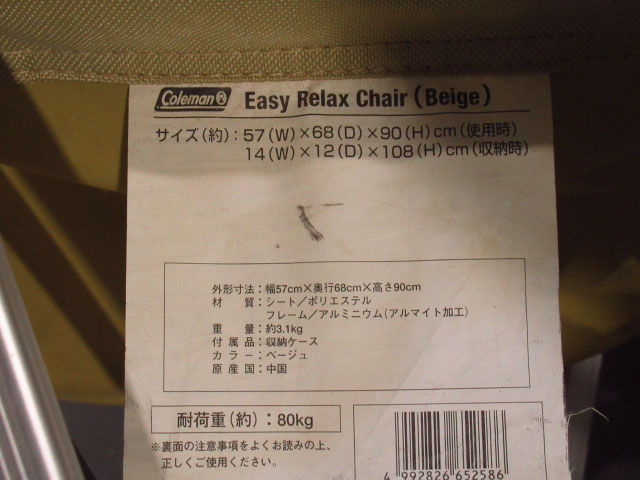 Coleman® Easy Relax Chair (Beige)
サイズ(約):57(W)×68(D)×90(H)cm(使用時)
14(W)×12(D)×108(H)cm(収納時)
外形寸法:幅57cm×奥行68cm×高さ90cm
材　質:シート/ポリエステル
フレーム/アルミニウム(アルマイト加工)
重　量:約3.1kg
付属品:収納ケース
カラー:ベージュ
原産国:中国
耐荷重(約):80kg
※裏面の注意事項をよくお読みの上、
正しくご使用ください。
4 992826 652586